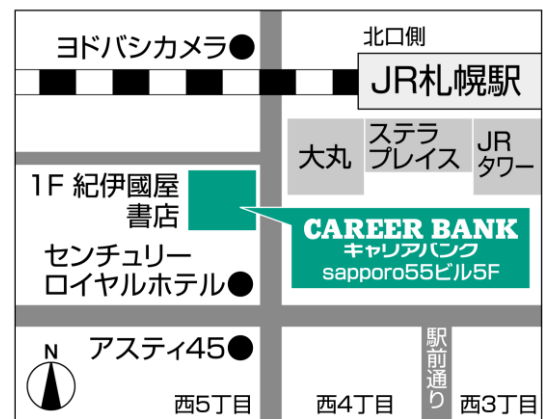 北口側
ヨドバシカメラ
JR札幌駅
大丸
ステラ
プレイス
JR
タワー
1F 紀伊國屋
書店
CAREER BANK
キャリアバンク
sapporo55ビル5F
センチュリー
ロイヤルホテル
アスティ45
駅前通り
N
西5丁目
西4丁目
西3丁目